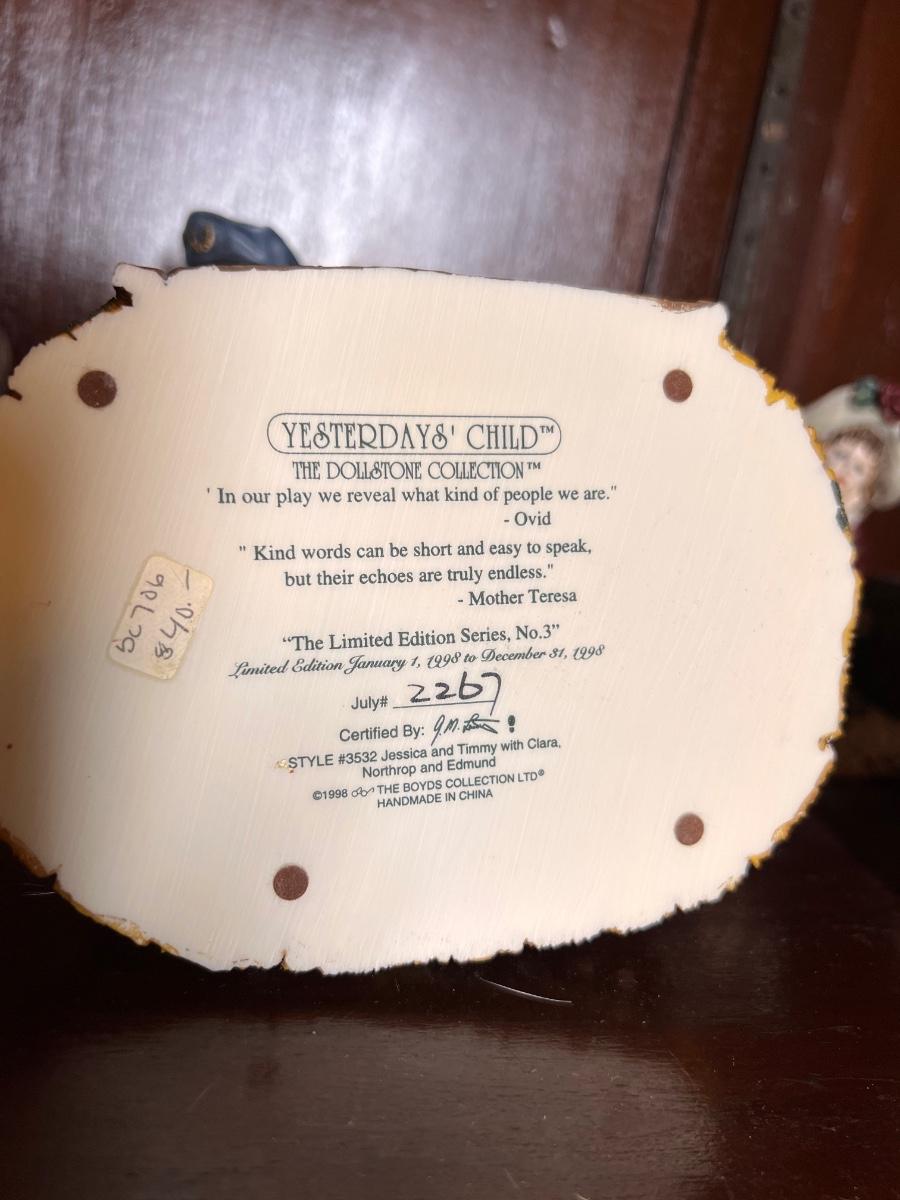 YESTERDAYS' CHILD™
THE DOLLSTONE COLLECTION™
' In our play we reveal what kind of people we are."
- Ovid
" Kind words can be short and easy to speak,
but their echoes are truly endless."
- Mother Teresa
“The Limited Edition Series, No.3”
Limited Edition January 1, 1998 to December 31, 1998
July# 2267
Certified By: G.M.
STYLE #3532 Jessica and Timmy with Clara,
Northrop and Edmund
©1998 THE BOYDS COLLECTION LTD®
HANDMADE IN CHINA
BC706
$40.-